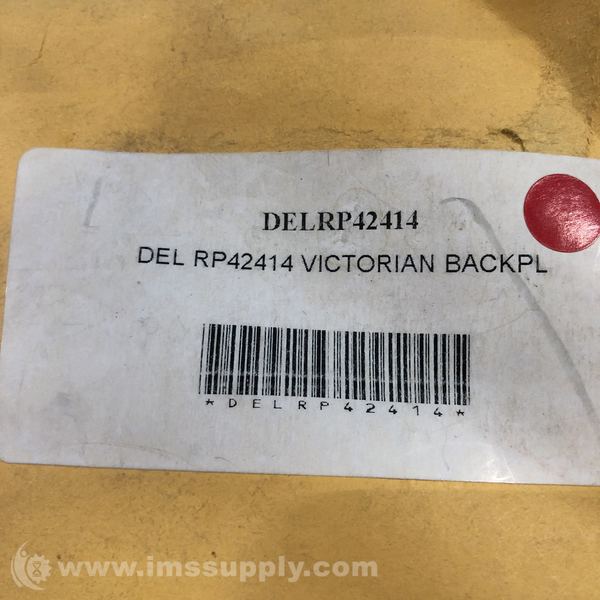 DELRP42414
DEL RP42414 VICTORIAN BACKPL
*DELRP42414*
www.imssupply.com